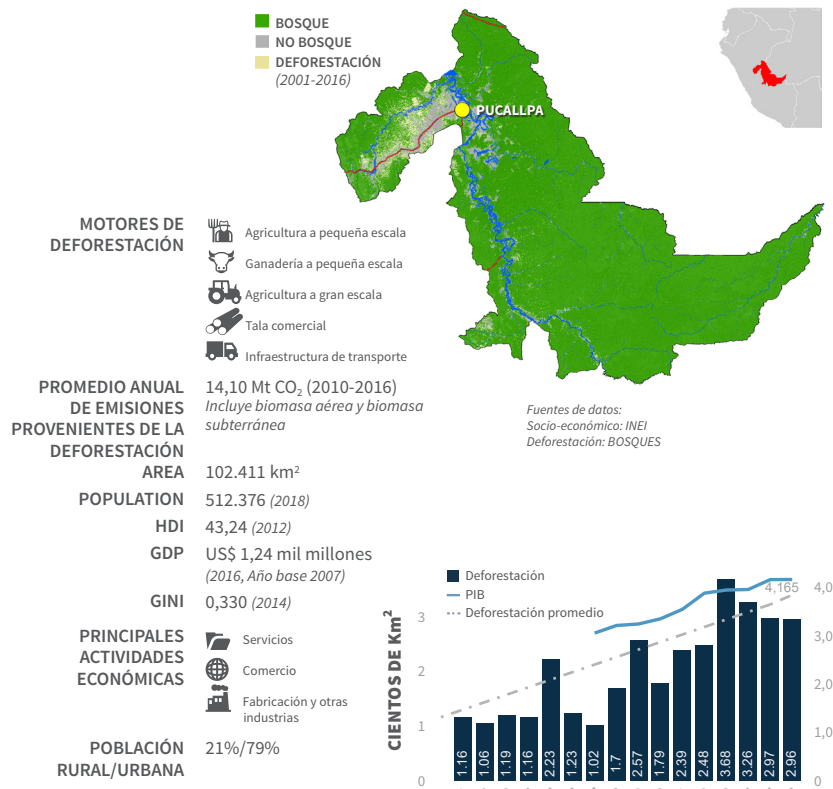 BOSQUE
NO BOSQUE
DEFORESTACIÓN
(2001-2016)
PUCALLPA
MOTORES DE
DEFORESTACIÓN
Agricultura a pequeña escala
Ganadería a pequeña escala
Agricultura a gran escala
Tala comercial
Infraestructura de transporte
PROMEDIO ANUAL
DE EMISIONES
PROVENIENTES DE LA
DEFORESTACIÓN
14,10 Mt CO₂ (2010-2016)
Incluye biomasa aérea y biomasa
subterránea
Fuentes de datos:
Socio-económico: INEI
Deforestación: BOSQUES
AREA 102.411 km²
POPULATION 512.376 (2018)
HDI 43,24 (2012)
GDP US$ 1,24 mil millones
(2016, Año base 2007)
GINI 0,330 (2014)
PRINCIPALES
ACTIVIDADES
ECONÓMICAS
Servicios
Comercio
Fabricación y otras
industrias
POBLACIÓN
RURAL/URBANA
21%/79%
Deforestación
PIB
Deforestación promedio
CIENTOS DE Km²
3
2
1
0
1.16 1.06 1.19 1.16 2.23 1.23 1.02 1.7 2.57 1.79 2.39 2.48 3.68 3.26 2.97 2.96
4,165
4,0
3,0
2,0
1,0
0